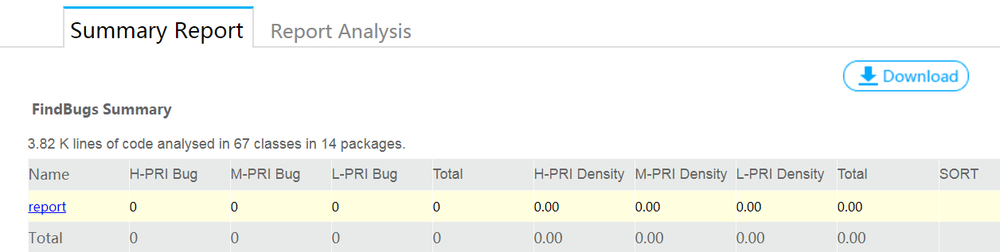 Summary Report Report Analysis
Download
FindBugs Summary
3.82 K lines of code analysed in 67 classes in 14 packages.
Name H-PRI Bug M-PRI Bug L-PRI Bug Total H-PRI Density M-PRI Density L-PRI Density Total SORT
report 0 0 0 0 0.00 0.00 0.00 0.00
Total 0 0 0 0 0.00 0.00 0.00 0.00